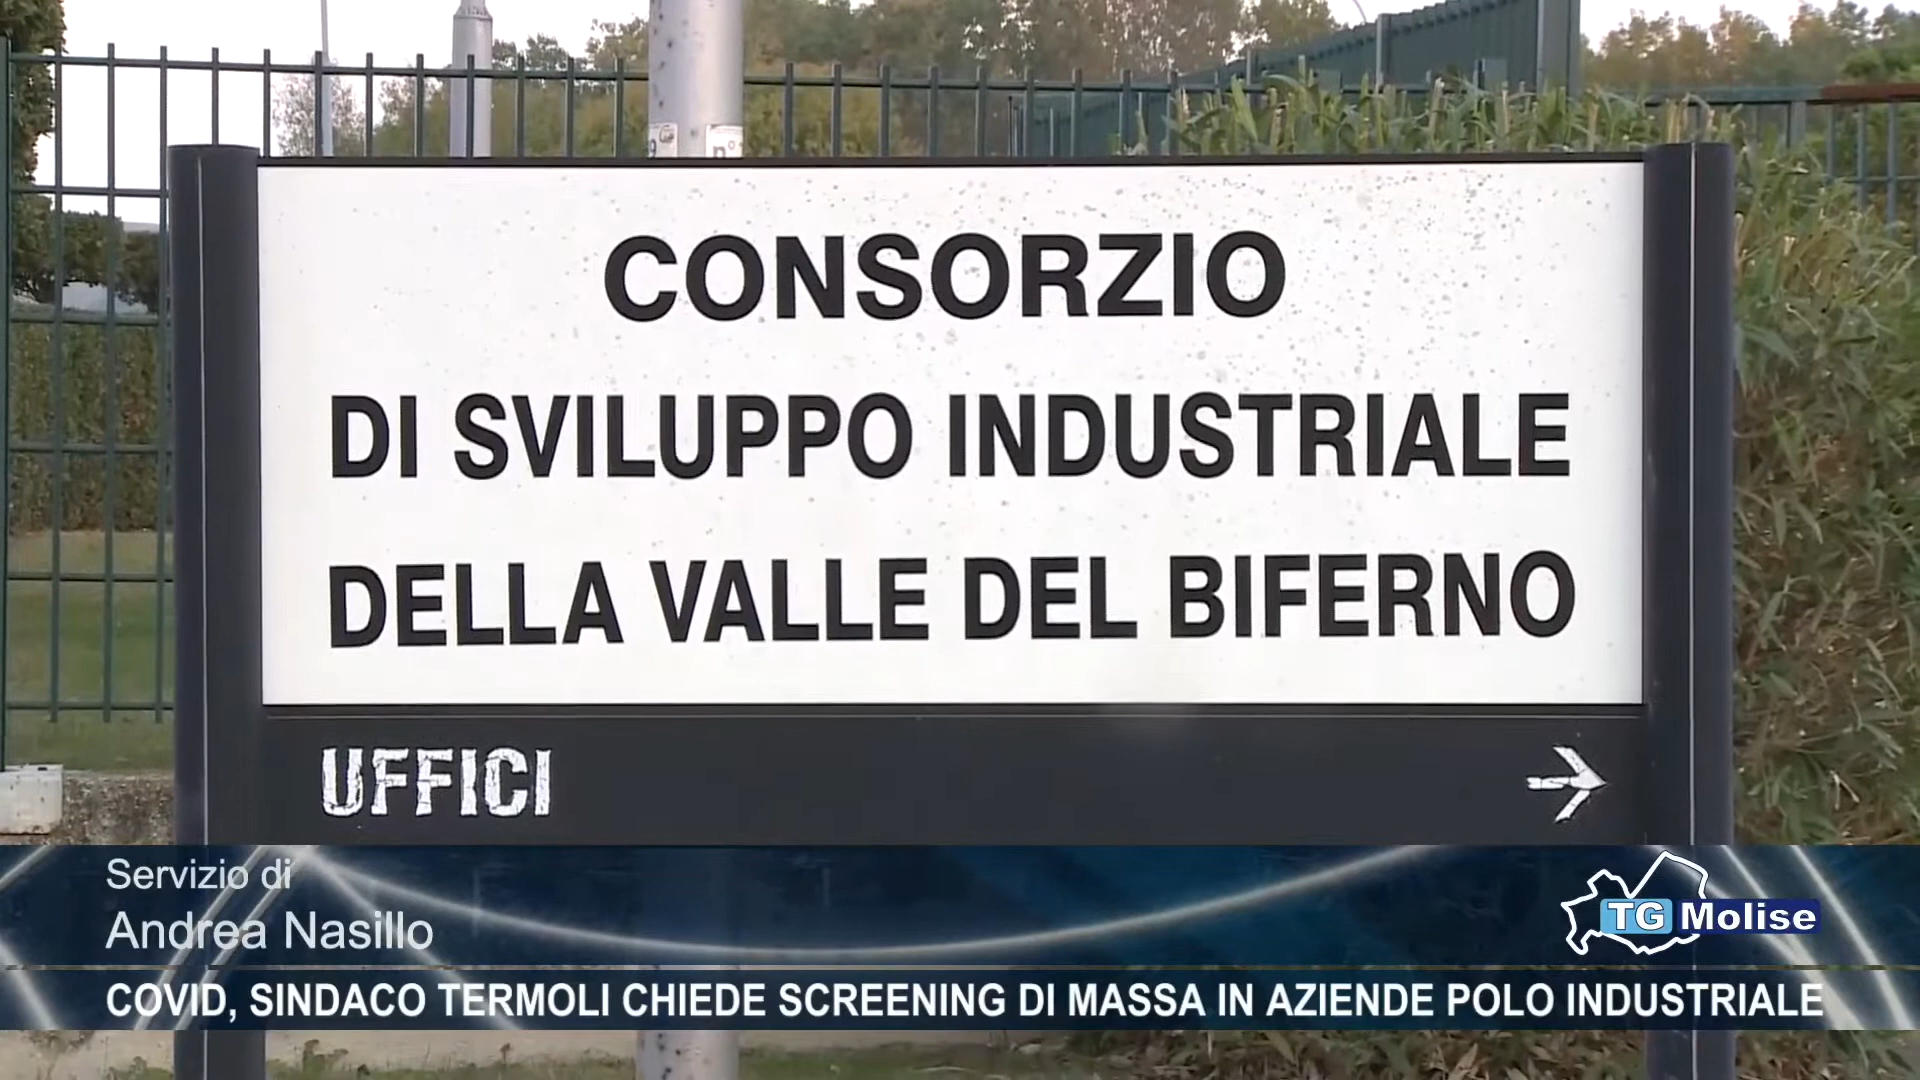 CONSORZIO
DI SVILUPPO INDUSTRIALE
DELLA VALLE DEL BIFERNO
UFFICI
Servizio di
Andrea Nasillo
TG Molise
COVID, SINDACO TERMOLI CHIEDE SCREENING DI MASSA IN AZIENDE POLO INDUSTRIALE